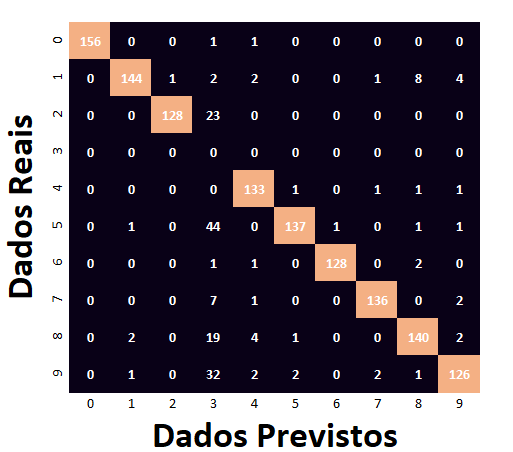 Dados Reais
0 156 0 0 1 1 0 0 0 0 0
1 0 144 1 2 2 0 0 1 8 4
2 0 0 128 23 0 0 0 0 0 0
3 0 0 0 0 0 0 0 0 0 0
4 0 0 0 0 133 1 0 1 1 1
5 0 1 0 44 0 137 1 0 1 1
6 0 0 0 1 1 0 128 0 2 0
7 0 0 0 7 1 0 0 136 0 2
8 0 2 0 19 4 1 0 0 140 2
9 0 1 0 32 2 2 0 2 1 126
0 1 2 3 4 5 6 7 8 9
Dados Previstos